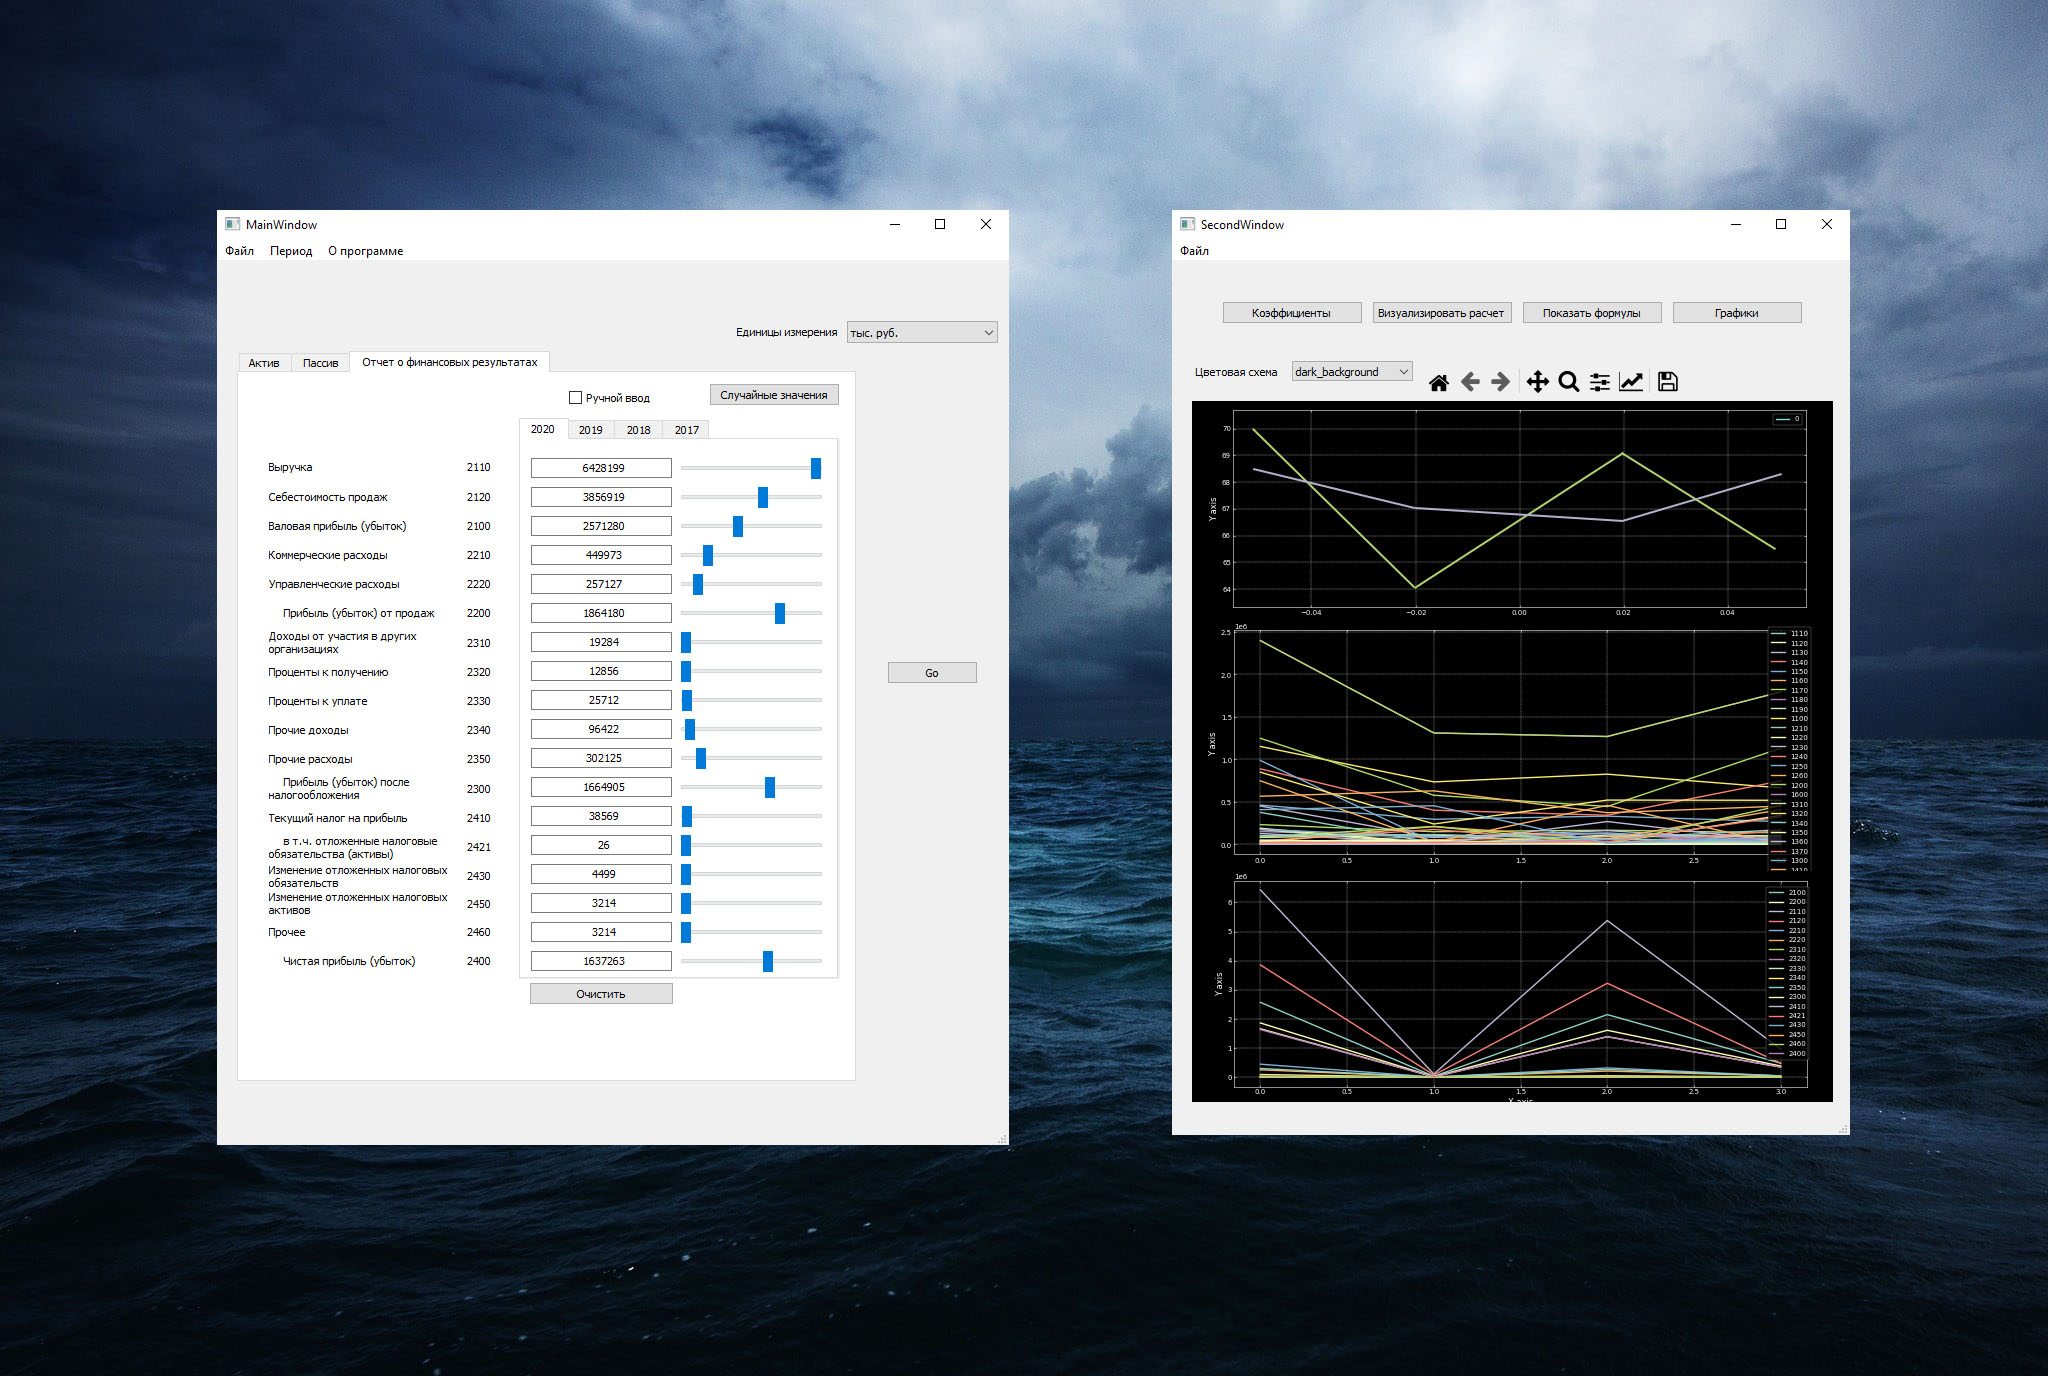 MainWindow
Файл Период О программе
Единицы измерения тыс. руб.
Актив Пассив Отчет о финансовых результатах
Ручной ввод Случайные значения
2020 2019 2018 2017
Выручка 2110 6428199
Себестоимость продаж 2120 3856919
Валовая прибыль (убыток) 2100 2571280
Коммерческие расходы 2210 449973
Управленческие расходы 2220 257127
Прибыль (убыток) от продаж 2200 1864180
Доходы от участия в других
организациях 2310 19284
Проценты к получению 2320 12856
Проценты к уплате 2330 25712
Прочие доходы 2340 96422
Прочие расходы 2350 302125
Прибыль (убыток) после
налогообложения 2300 1664905
Текущий налог на прибыль 2410 38569
в т.ч. отложенные налоговые
обязательства (активы) 2421 26
Изменение отложенных налоговых
обязательств 2430 4499
Изменение отложенных налоговых
активов 2450 3214
Прочее 2460 3214
Чистая прибыль (убыток) 2400 1637263
Очистить
Go
SecondWindow
Файл
Коэффициенты Визуализировать расчет Показать формулы Графики
Цветовая схема dark_background
0
70
69
68
67
66
65
64
Y axis
−0.04 −0.02 0.00 0.02 0.04
1e6
2.5
2.0
1.5
1.0
0.5
0.0
Y axis
0.0 0.5 1.0 1.5 2.0 2.5
1110
1120
1130
1140
1150
1160
1170
1180
1190
1100
1210
1220
1230
1240
1250
1260
1200
1600
1310
1320
1340
1350
1360
1370
1300
1410
1e6
6
5
4
3
2
1
0
Y axis
0.0 0.5 1.0 1.5 2.0 2.5 3.0
2100
2200
2110
2120
2210
2220
2310
2320
2330
2340
2350
2300
2410
2421
2430
2450
2460
2400